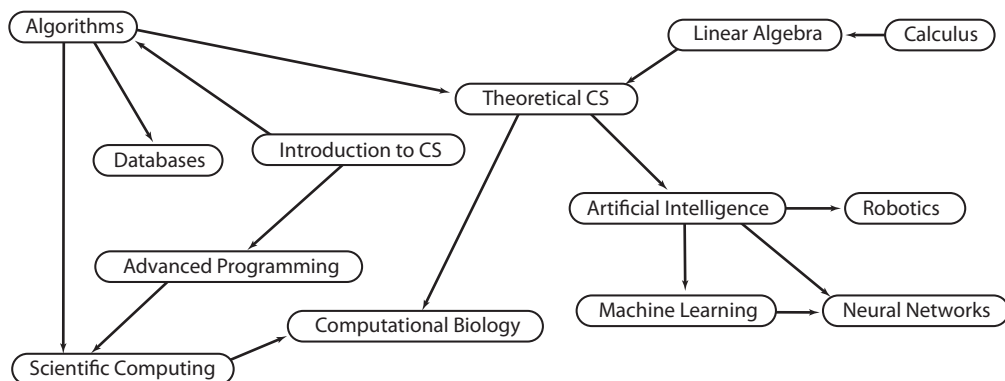 Algorithms
Linear Algebra
Calculus
Theoretical CS
Databases
Introduction to CS
Artificial Intelligence
Robotics
Advanced Programming
Machine Learning
Neural Networks
Computational Biology
Scientific Computing